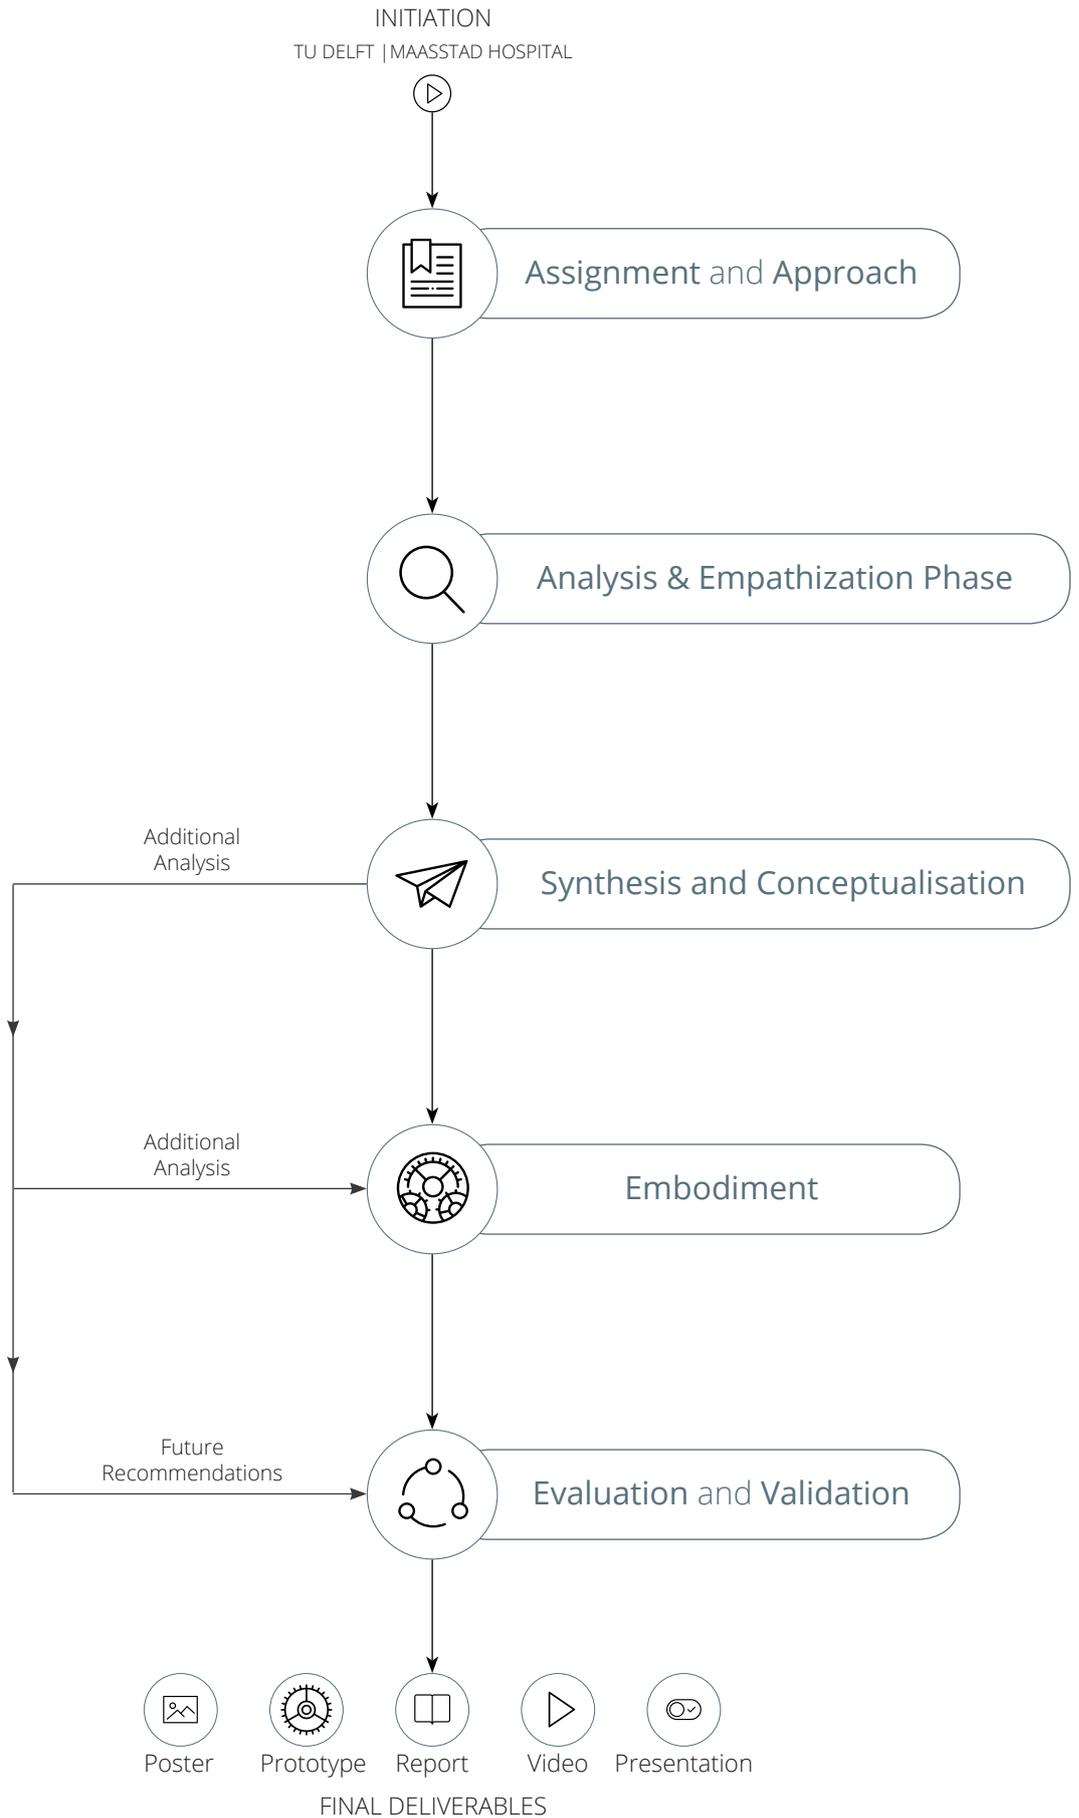 INITIATION
TU DELFT |MAASSTAD HOSPITAL
Assignment and Approach
Analysis & Empathization Phase
Additional
Analysis
Synthesis and Conceptualisation
Additional
Analysis
Embodiment
Future
Recommendations
Evaluation and Validation
Poster
Prototype
Report
Video
Presentation
FINAL DELIVERABLES